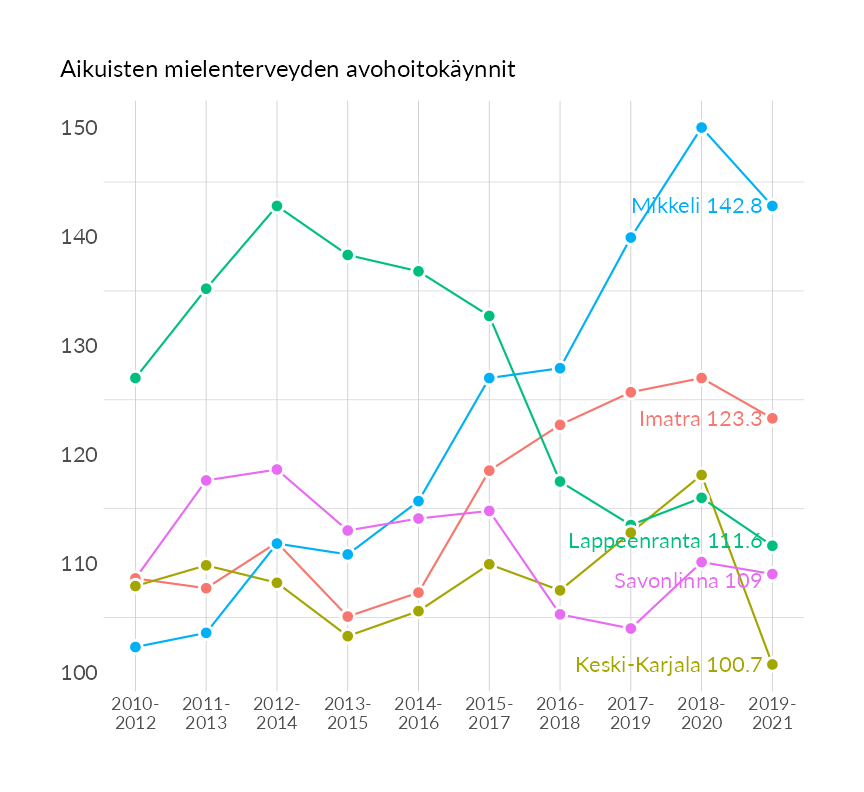 Aikuisten mielenterveyden avohoitokäynnit
150
140
130
120
110
100
Mikkeli 142.8
Imatra 123.3
Lappeenranta 111.6
Savonlinna 109
Keski-Karjala 100.7
2010- 2011- 2012- 2013- 2014- 2015- 2016- 2017- 2018- 2019-
2012 2013 2014 2015 2016 2017 2018 2019 2020 2021